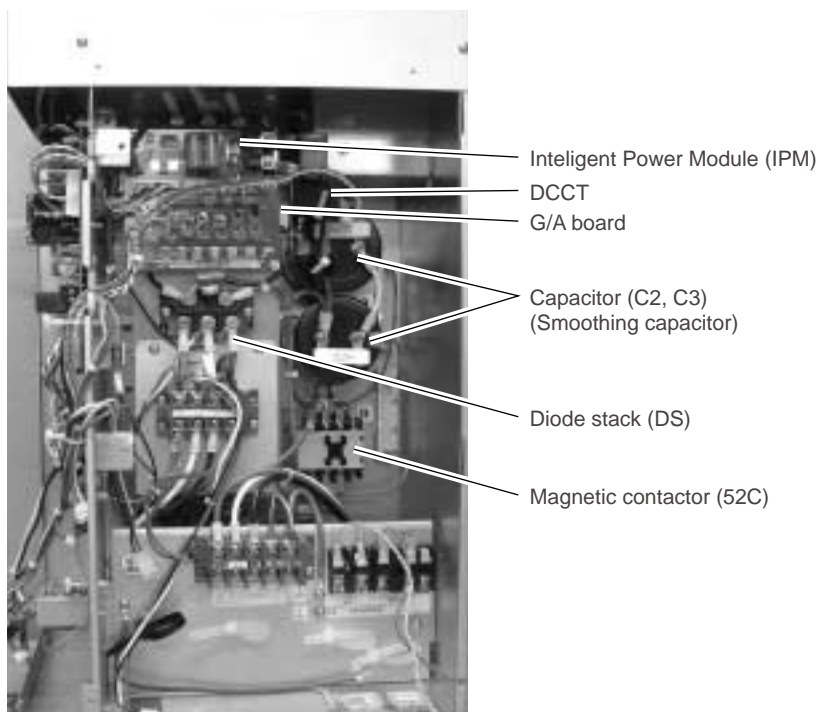 Inteligent Power Module (IPM)
DCCT
G/A board
Capacitor (C2, C3)
(Smoothing capacitor)
Diode stack (DS)
Magnetic contactor (52C)